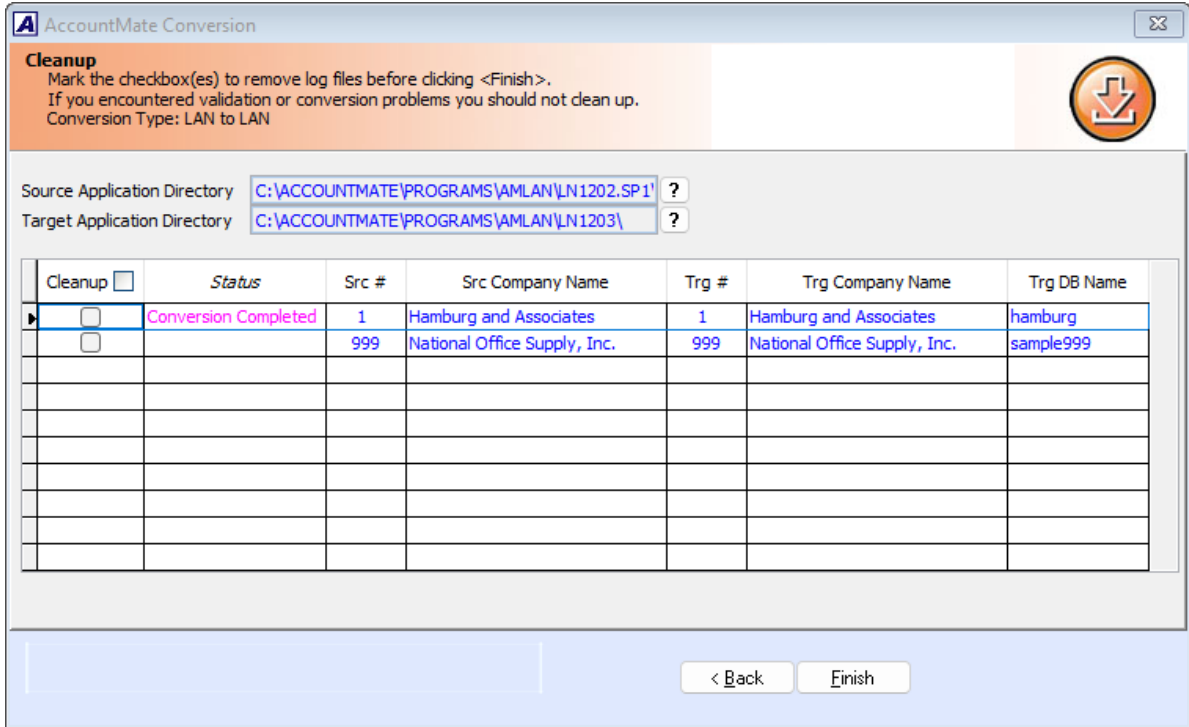 AccountMate Conversion
Cleanup
Mark the checkbox(es) to remove log files before clicking <Finish>.
If you encountered validation or conversion problems you should not clean up.
Conversion Type: LAN to LAN
Source Application Directory C:\ACCOUNTMATE\PROGRAMS\AMLAN\LN1202.SP1\ ?
Target Application Directory C:\ACCOUNTMATE\PROGRAMS\AMLAN\LN1203\ ?
Cleanup Status Src # Src Company Name Trg # Trg Company Name Trg DB Name
Conversion Completed 1 Hamburg and Associates 1 Hamburg and Associates hamburg
999 National Office Supply, Inc. 999 National Office Supply, Inc. sample999
< Back Finish